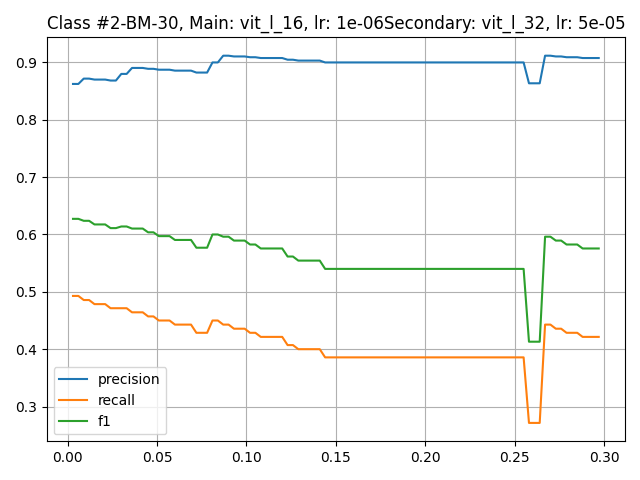 Class #2-BM-30, Main: vit_l_16, lr: 1e-06Secondary: vit_l_32, lr: 5e-05
0.9
0.8
0.7
0.6
0.5
0.4
0.3
precision
recall
f1
0.00 0.05 0.10 0.15 0.20 0.25 0.30